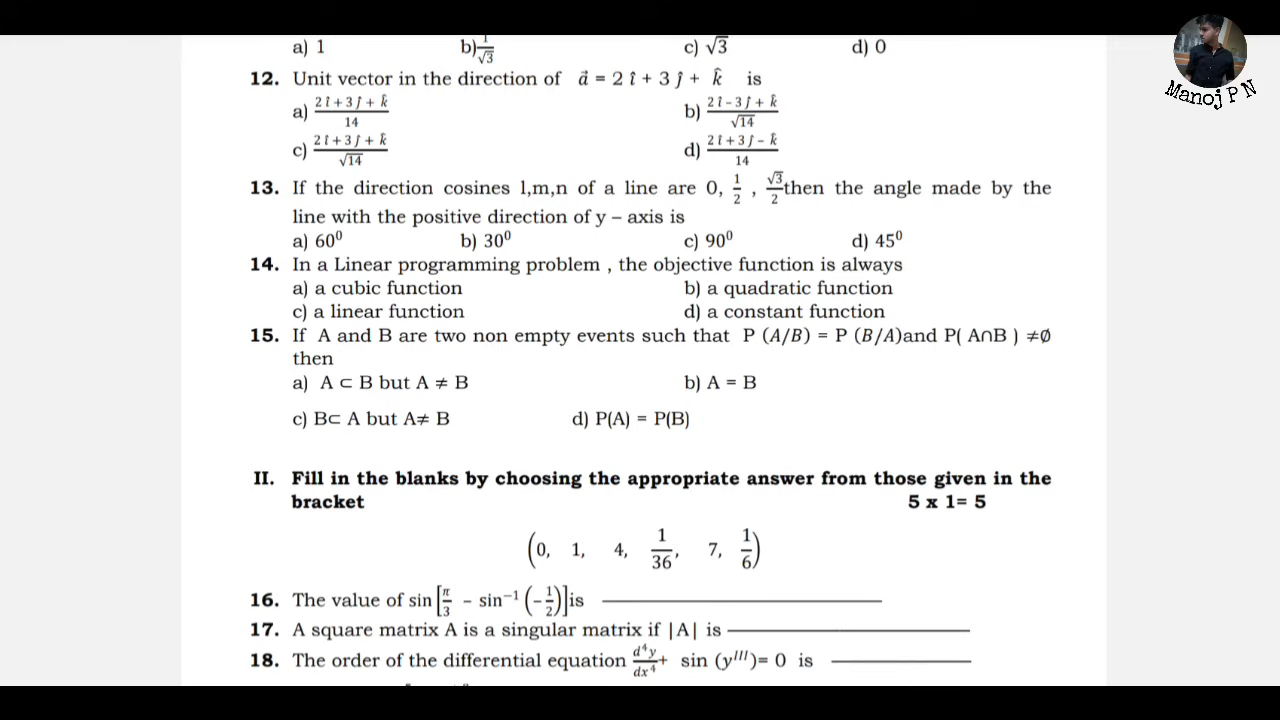 a) 1 b) 1/√3 c) √3 d) 0
12. Unit vector in the direction of a⃗ = 2 î + 3 ĵ + k̂ is
a) (2 î + 3 ĵ + k̂)/14 b) (2 î − 3 ĵ + k̂)/√14
c) (2 î + 3 ĵ + k̂)/√14 d) (2 î + 3 ĵ − k̂)/14
13. If the direction cosines l,m,n of a line are 0, 1/2 , √3/2 then the angle made by the
line with the positive direction of y – axis is
a) 60⁰ b) 30⁰ c) 90⁰ d) 45⁰
14. In a Linear programming problem , the objective function is always
a) a cubic function b) a quadratic function
c) a linear function d) a constant function
15. If A and B are two non empty events such that P (A/B) = P (B/A)and P( A∩B ) ≠∅
then
a) A ⊂ B but A ≠ B b) A = B
c) B⊂ A but A≠ B d) P(A) = P(B)
II. Fill in the blanks by choosing the appropriate answer from those given in the
bracket 5 x 1= 5
(0, 1, 4, 1/36, 7, 1/6)
16. The value of sin [π/3 − sin⁻¹ (−1/2)]is
17. A square matrix A is a singular matrix if |A| is
18. The order of the differential equation d⁴y/dx⁴ + sin (y^///)= 0 is
Manoj P N